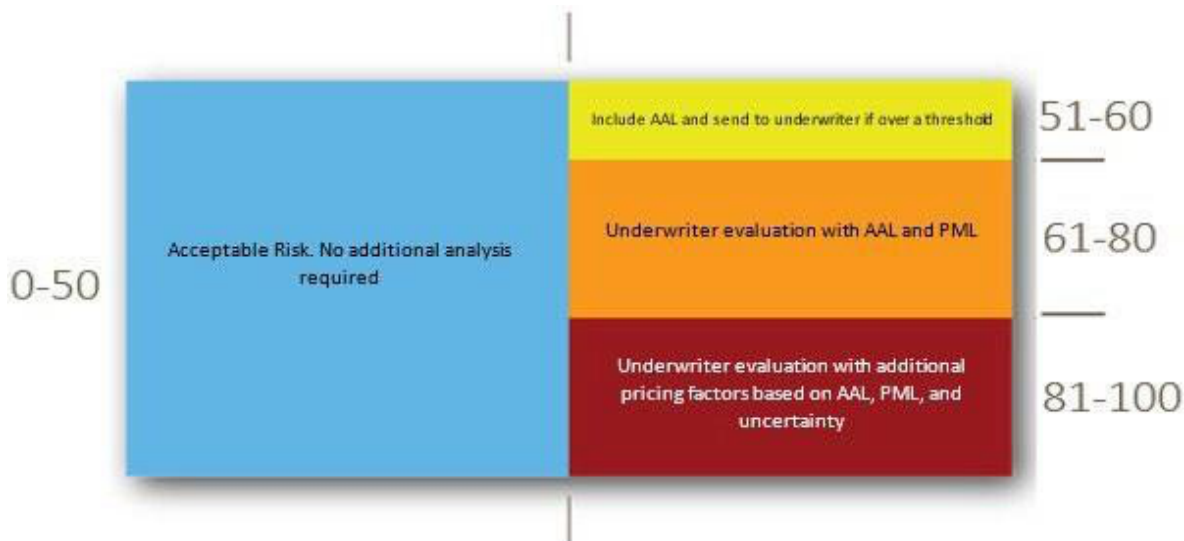 0-50
Acceptable Risk. No additional analysis
required
Include AAL and send to underwriter if over a threshold
51-60
Underwriter evaluation with AAL and PML
61-80
Underwriter evaluation with additional
pricing factors based on AAL, PML, and
uncertainty
81-100